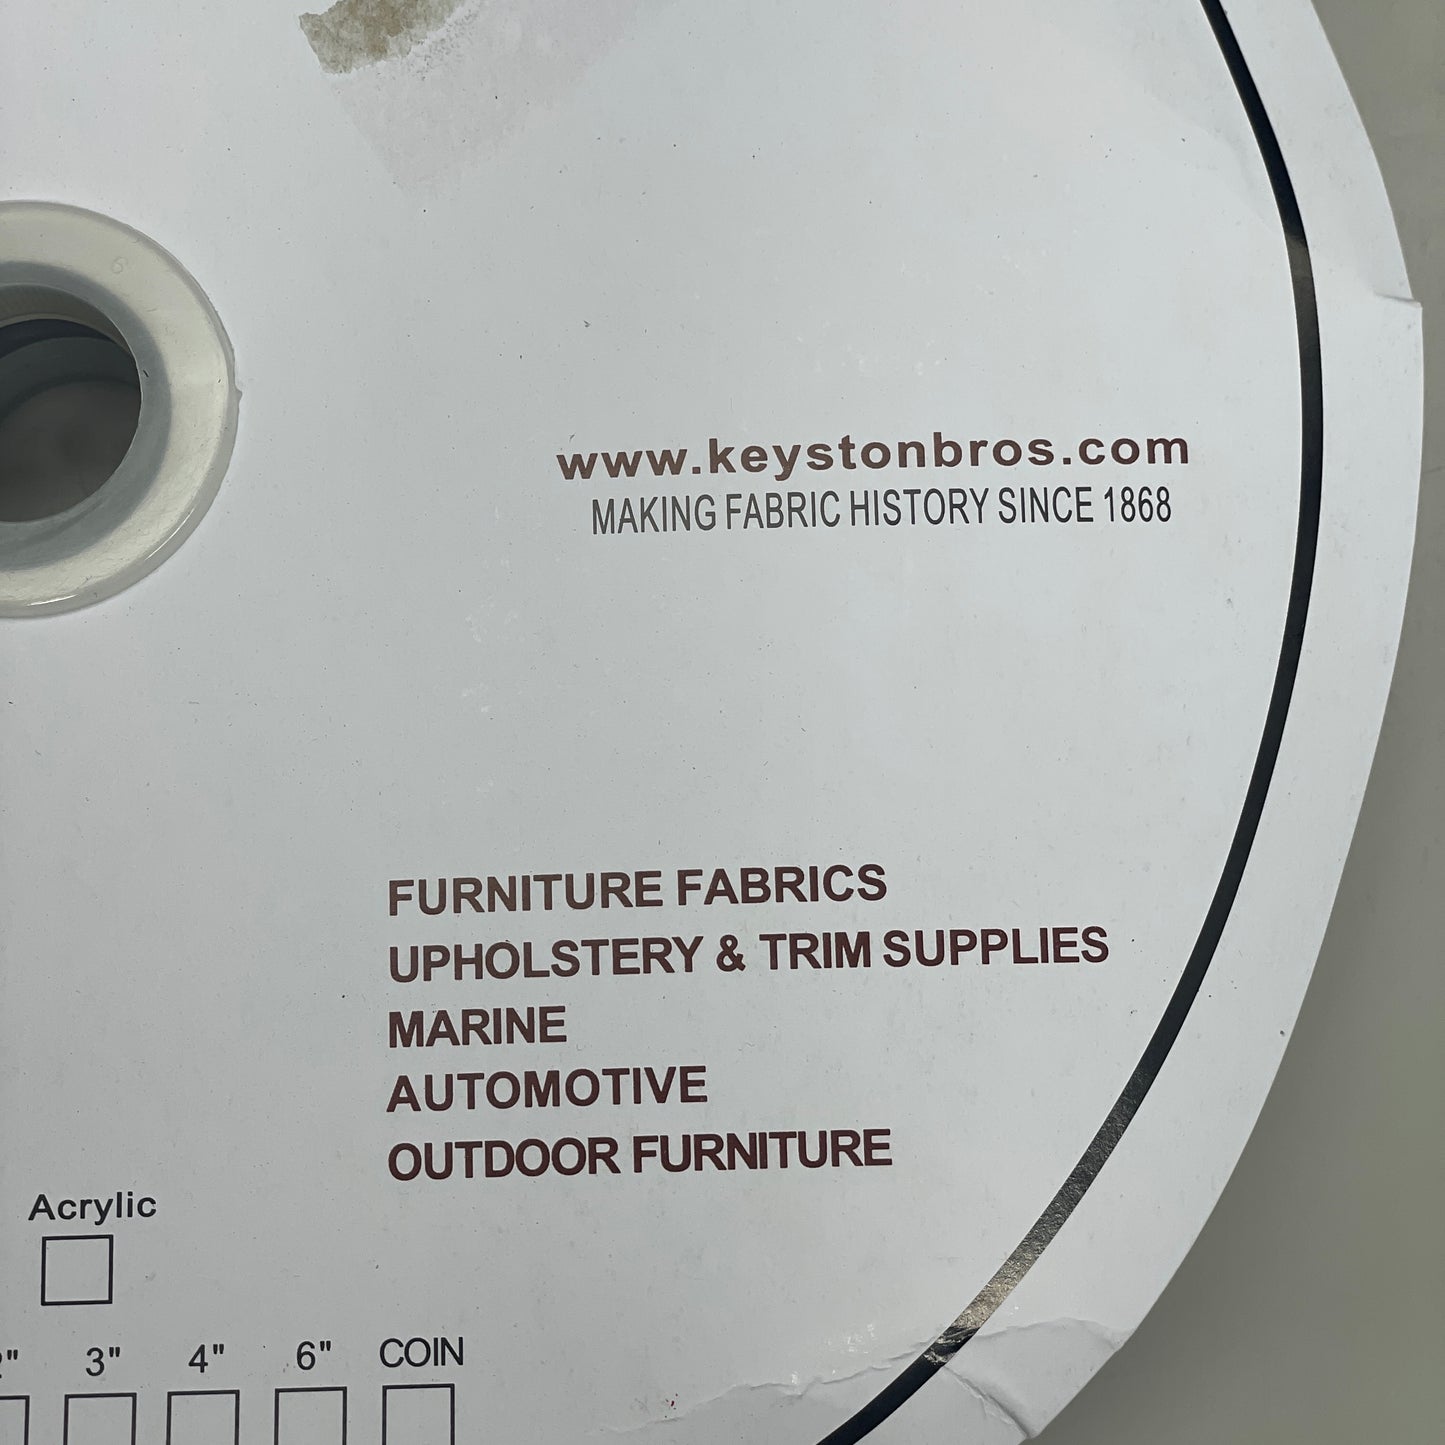 www.keystonbros.com
MAKING FABRIC HISTORY SINCE 1868
FURNITURE FABRICS
UPHOLSTERY & TRIM SUPPLIES
MARINE
AUTOMOTIVE
OUTDOOR FURNITURE
Acrylic
3" 4" 6" COIN